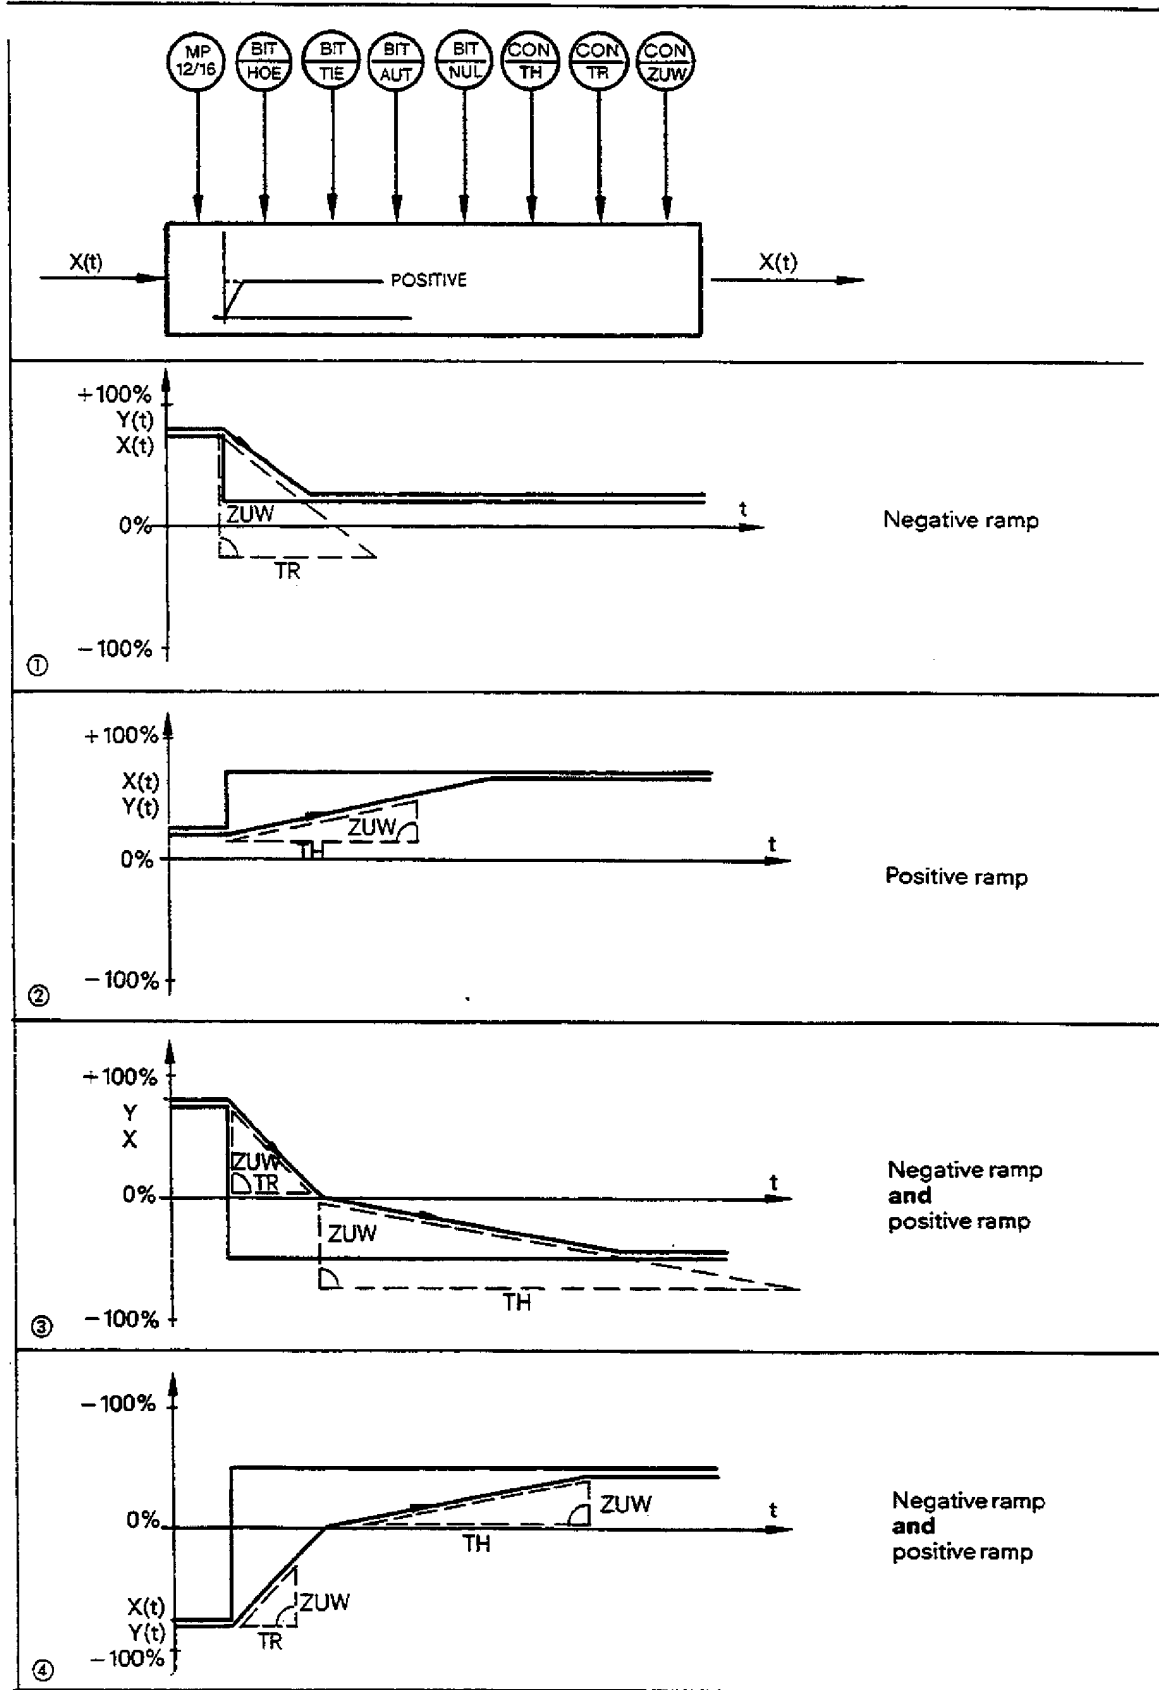 MP 12/16
BIT HOE
BIT TIE
BIT AUT
BIT NUL
CON TH
CON TR
CON ZUW
X(t)
POSITIVE
X(t)
+100%
Y(t)
X(t)
ZUW
t
0%
Negative ramp
TR
−100%
①
+100%
X(t)
Y(t)
ZUW
TH
t
0%
Positive ramp
−100%
②
+100%
Y
X
ZUW
TR
t
0%
Negative ramp
and
positive ramp
ZUW
TH
−100%
③
−100%
ZUW
t
0%
Negative ramp
and
positive ramp
TH
X(t)
ZUW
Y(t)
TR
−100%
④